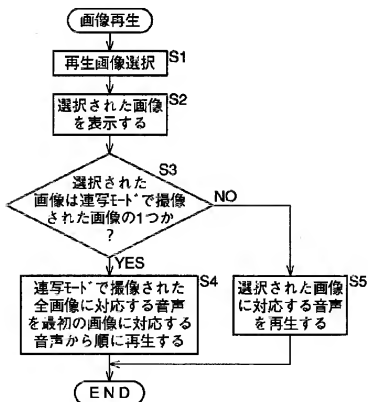 画像再生
再生画像選択
S1
選択された画像
を表示する
S2
S3
選択された
画像は連写ﾓｰﾄﾞで撮像
された画像の1つか
?
NO
YES
連写ﾓｰﾄﾞで撮像された
全画像に対応する音声
を最初の画像に対応する
音声から順に再生する
S4
選択された画像
に対応する音声
を再生する
S5
END